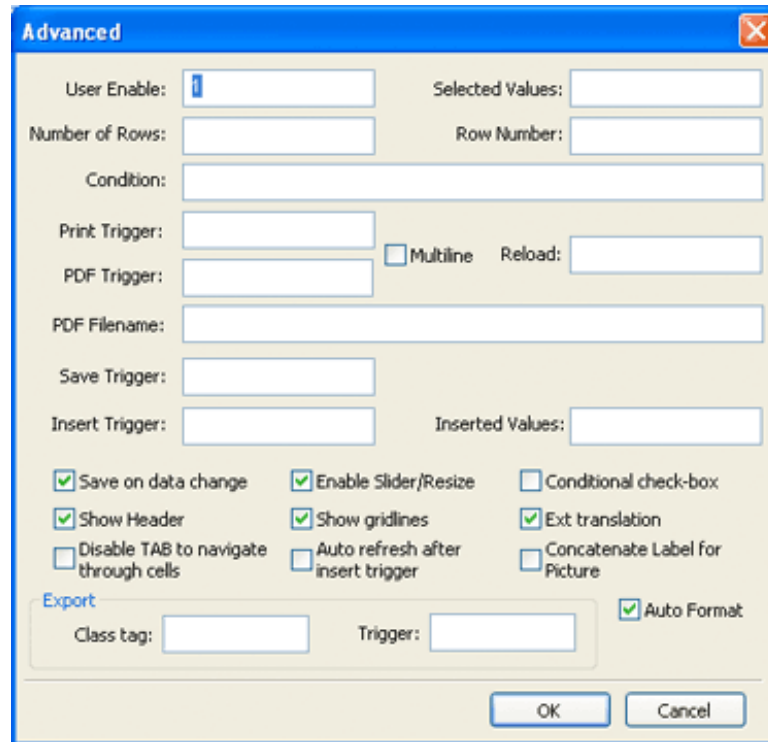 Advanced
User Enable: 1 Selected Values:
Number of Rows: Row Number:
Condition:
Print Trigger:
Multiline Reload:
PDF Trigger:
PDF Filename:
Save Trigger:
Insert Trigger: Inserted Values:
Save on data change Enable Slider/Resize Conditional check-box
Show Header Show gridlines Ext translation
Disable TAB to navigate
through cells
Auto refresh after
insert trigger
Concatenate Label for
Picture
Export
Auto Format
Class tag: Trigger:
OK Cancel